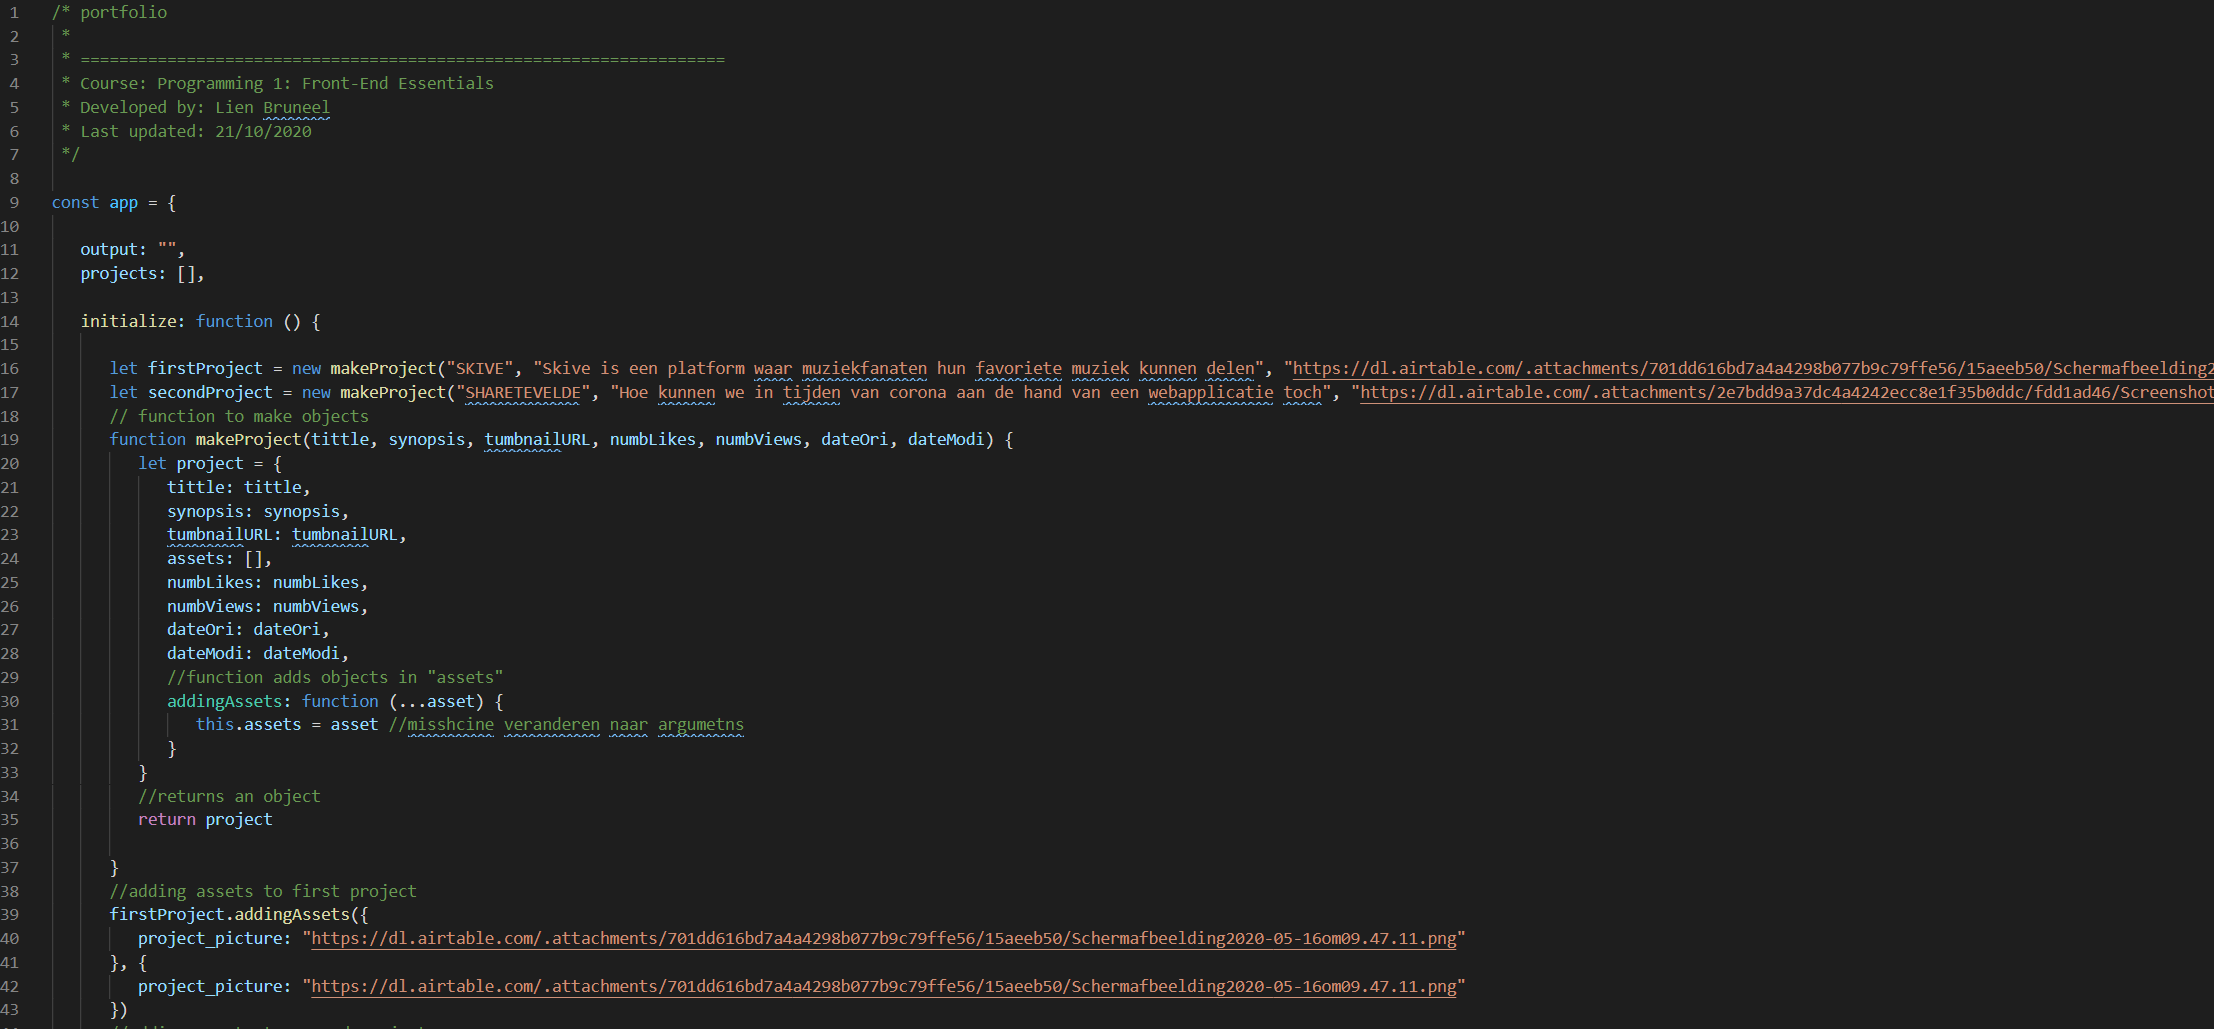 1 /* portfolio
2  *
3  * ===================================================================
4  * Course: Programming 1: Front-End Essentials
5  * Developed by: Lien Bruneel
6  * Last updated: 21/10/2020
7  */
8
9 const app = {
10
11    output: "",
12    projects: [],
13
14    initialize: function () {
15
16       let firstProject = new makeProject("SKIVE", "Skive is een platform waar muziekfanaten hun favoriete muziek kunnen delen", "https://dl.airtable.com/.attachments/701dd616bd7a4a4298b077b9c79ffe56/15aeeb50/Schermafbeelding2
17       let secondProject = new makeProject("SHARETEVELDE", "Hoe kunnen we in tijden van corona aan de hand van een webapplicatie toch", "https://dl.airtable.com/.attachments/2e7bdd9a37dc4a4242ecc8e1f35b0ddc/fdd1ad46/Screenshot
18       // function to make objects
19       function makeProject(tittle, synopsis, tumbnailURL, numbLikes, numbViews, dateOri, dateModi) {
20          let project = {
21             tittle: tittle,
22             synopsis: synopsis,
23             tumbnailURL: tumbnailURL,
24             assets: [],
25             numbLikes: numbLikes,
26             numbViews: numbViews,
27             dateOri: dateOri,
28             dateModi: dateModi,
29             //function adds objects in "assets"
30             addingAssets: function (...asset) {
31                this.assets = asset //misshcine veranderen naar argumetns
32             }
33          }
34          //returns an object
35          return project
36
37       }
38       //adding assets to first project
39       firstProject.addingAssets({
40          project_picture: "https://dl.airtable.com/.attachments/701dd616bd7a4a4298b077b9c79ffe56/15aeeb50/Schermafbeelding2020-05-16om09.47.11.png"
41       }, {
42          project_picture: "https://dl.airtable.com/.attachments/701dd616bd7a4a4298b077b9c79ffe56/15aeeb50/Schermafbeelding2020-05-16om09.47.11.png"
43       })